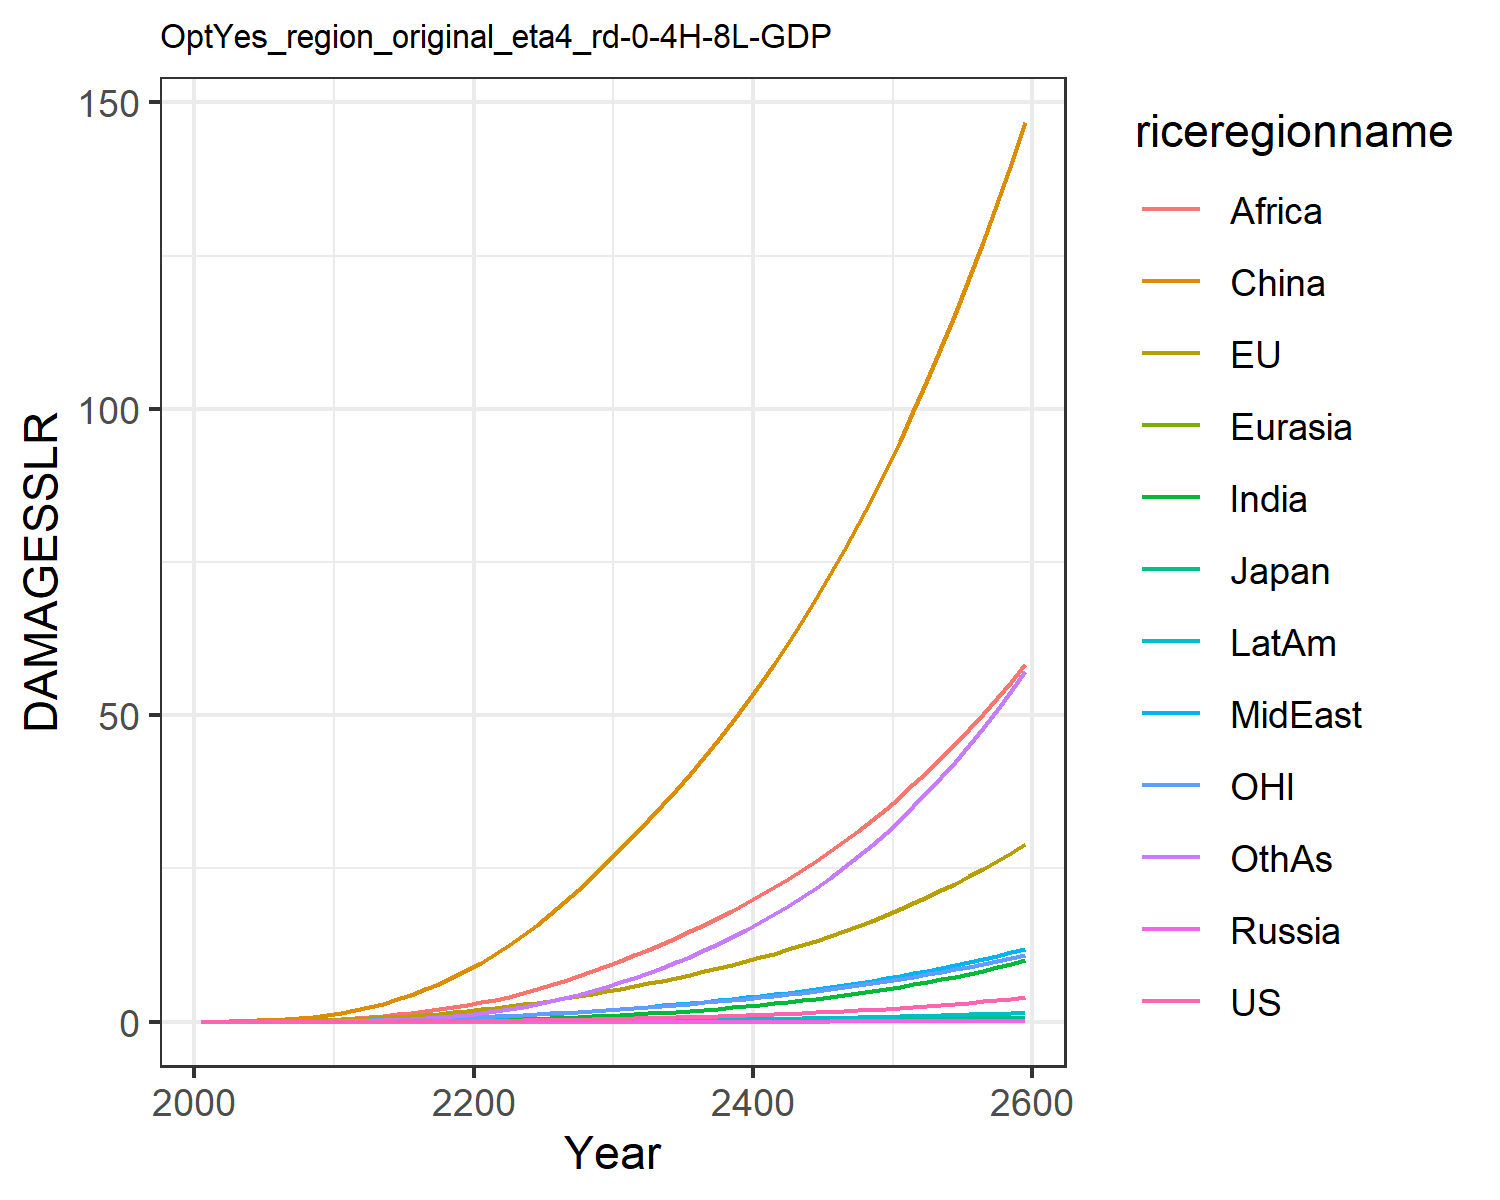 OptYes_region_original_eta4_rd-0-4H-8L-GDP
150
100
50
0
DAMAGESSLR
2000
2200
2400
2600
Year
riceregionname
Africa
China
EU
Eurasia
India
Japan
LatAm
MidEast
OHI
OthAs
Russia
US